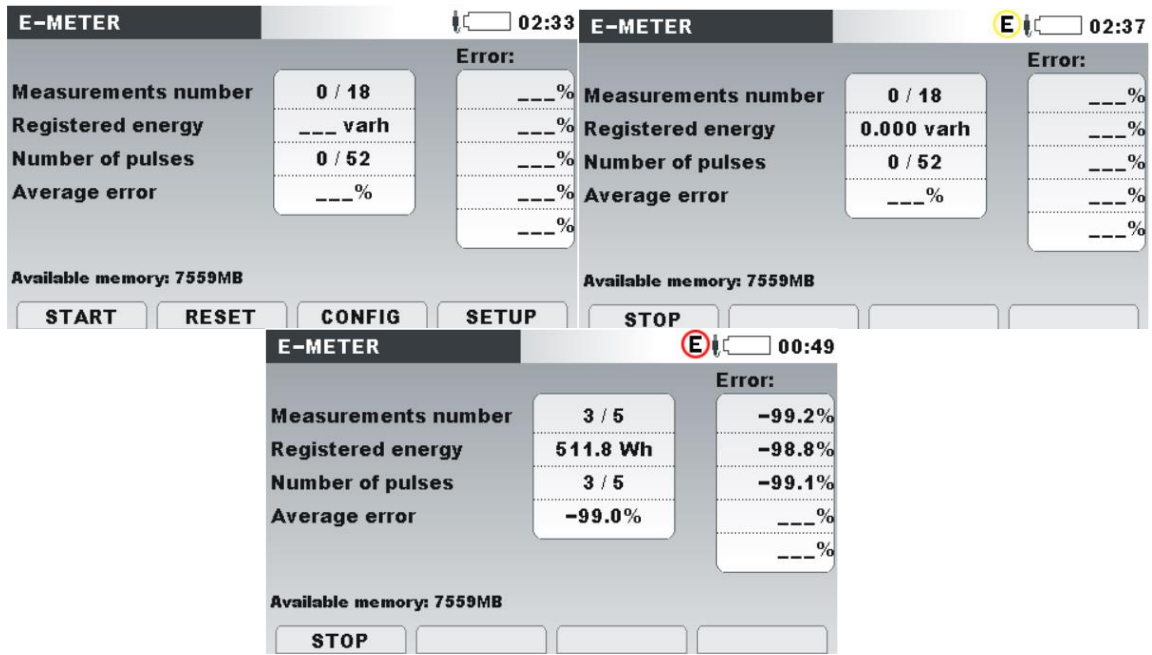 E-METER 02:33
Error:
Measurements number 0 / 18 ___%
Registered energy ___ varh ___%
Number of pulses 0 / 52 ___%
Average error ___% ___%
___%
Available memory: 7559MB
START RESET CONFIG SETUP
E-METER E 02:37
Error:
Measurements number 0 / 18 ___%
Registered energy 0.000 varh ___%
Number of pulses 0 / 52 ___%
Average error ___% ___%
___%
Available memory: 7559MB
STOP
E-METER E 00:49
Error:
Measurements number 3 / 5 -99.2%
Registered energy 511.8 Wh -98.8%
Number of pulses 3 / 5 -99.1%
Average error -99.0% ___%
___%
Available memory: 7559MB
STOP